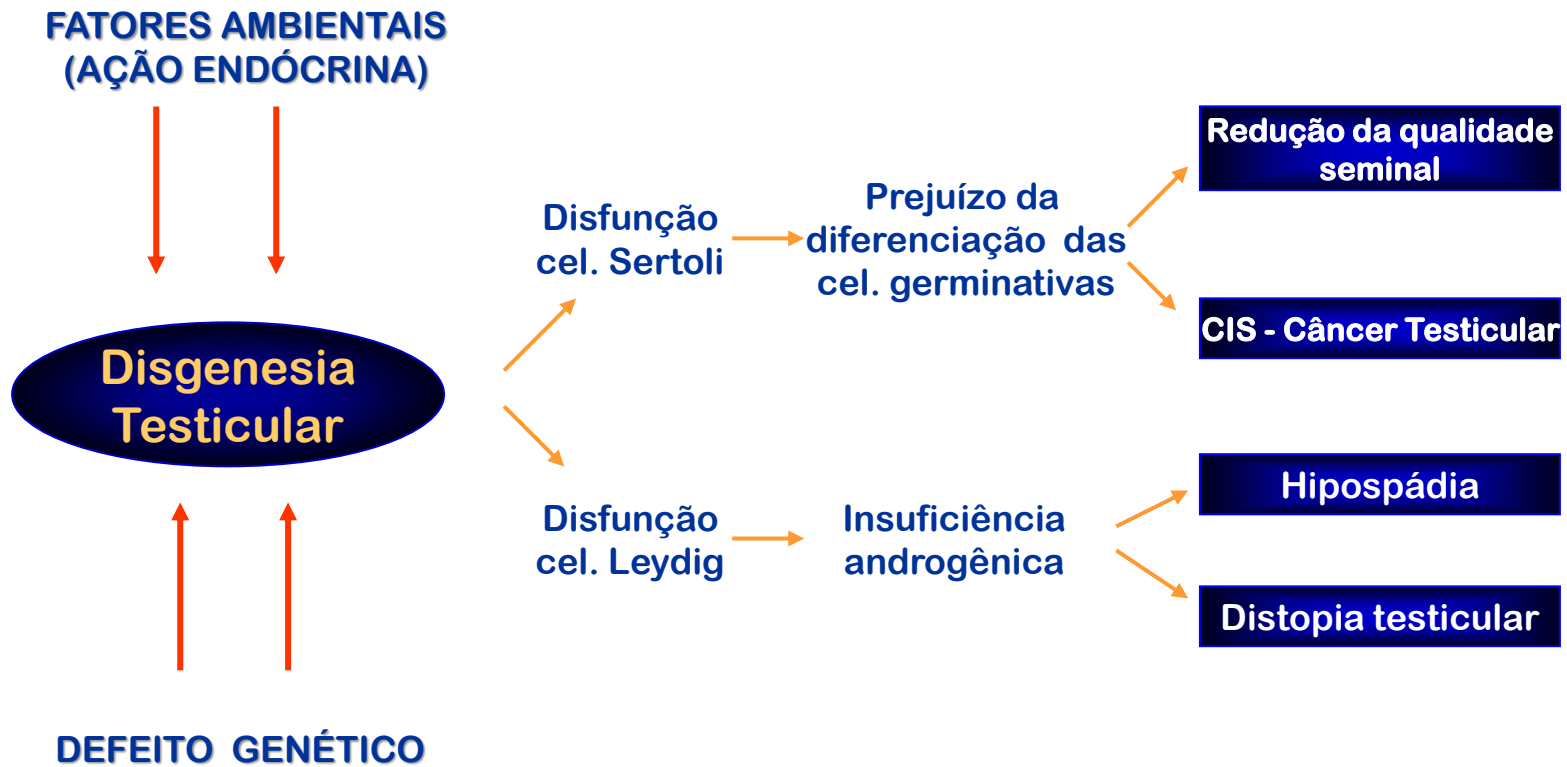 FATORES AMBIENTAIS
(AÇÃO ENDÓCRINA)
Disgenesia
Testicular
DEFEITO GENÉTICO
Disfunção
cel. Sertoli
Prejuízo da
diferenciação das
cel. germinativas
Redução da qualidade
seminal
CIS - Câncer Testicular
Disfunção
cel. Leydig
Insuficiência
androgênica
Hipospádia
Distopia testicular